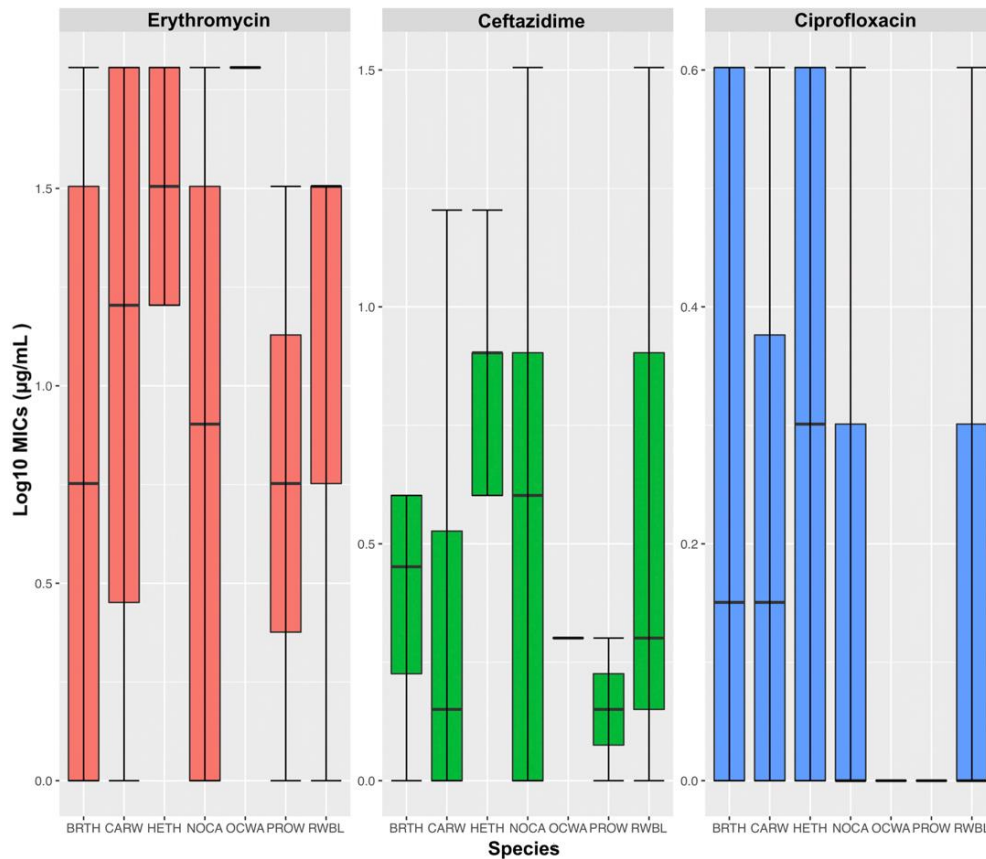 Erythromycin Ceftazidime Ciprofloxacin
Log10 MICs (µg/mL)
1.5
1.0
0.5
0.0
1.5
1.0
0.5
0.0
0.6
0.4
0.2
0.0
BRTH CARW HETH NOCA OCWA PROW RWBL
BRTH CARW HETH NOCA OCWA PROW RWBL
BRTH CARW HETH NOCA OCWA PROW RWBL
Species